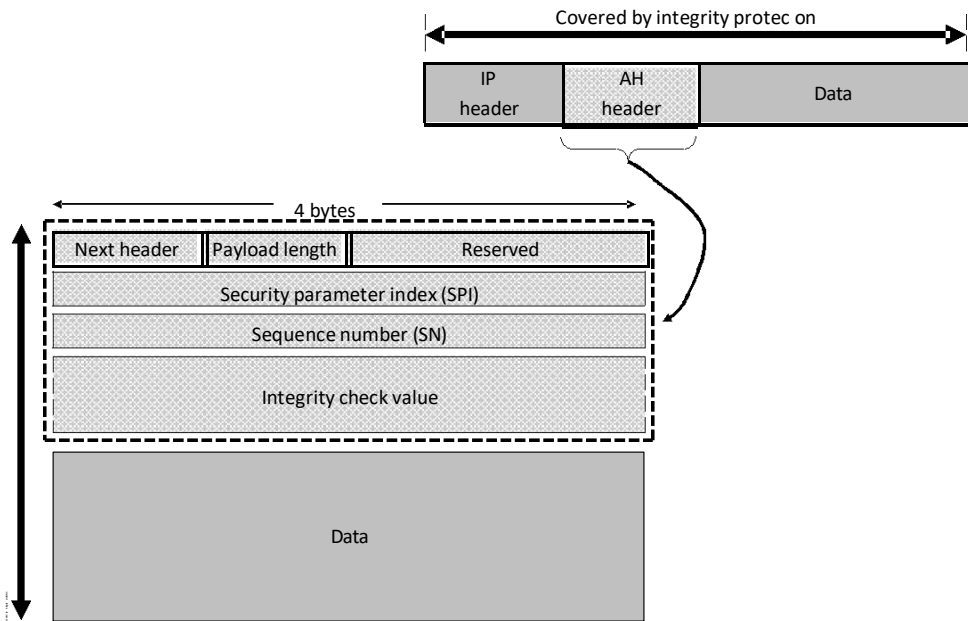 Covered by integrity protec on
IP
header
AH
header
Data
4 bytes
Next header
Payload length
Reserved
Security parameter index (SPI)
Sequence number (SN)
Integrity check value
Data